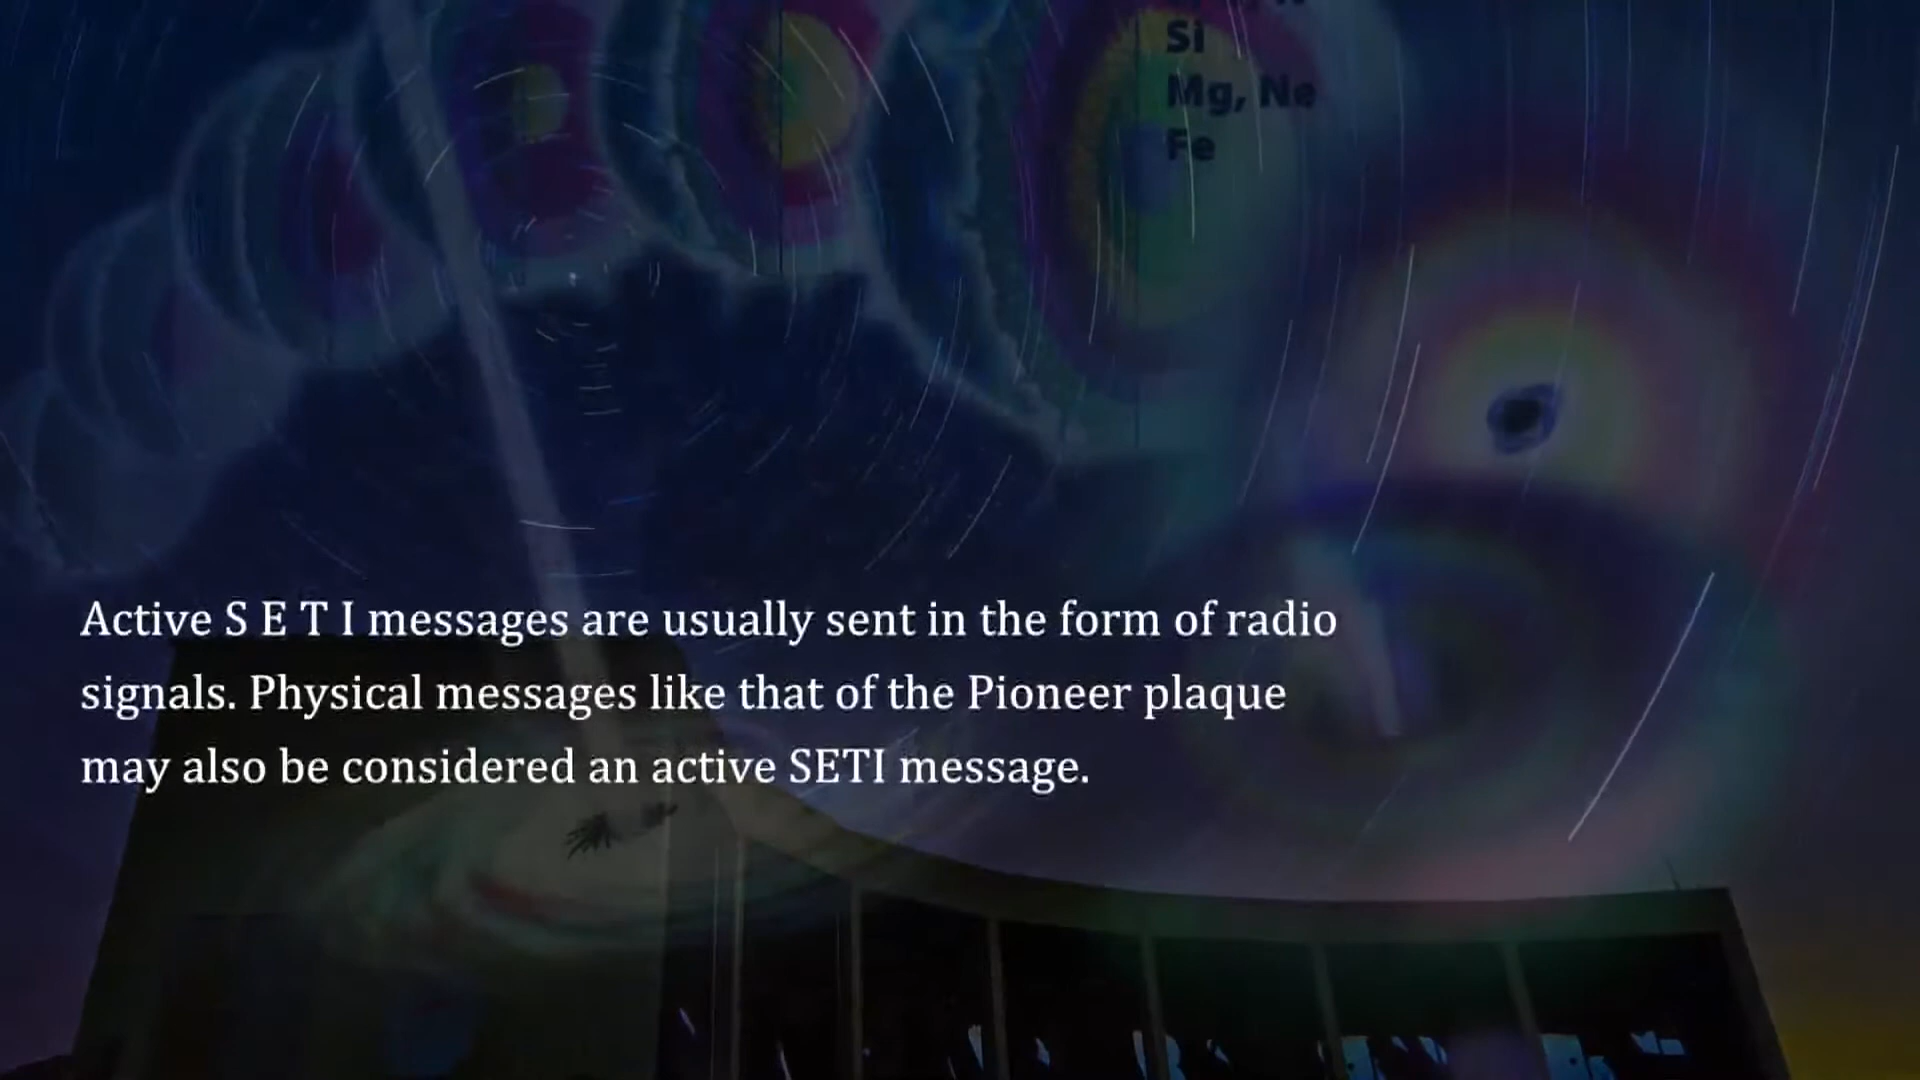 Si
Mg, Ne
Fe
Active S E T I messages are usually sent in the form of radio
signals. Physical messages like that of the Pioneer plaque
may also be considered an active SETI message.